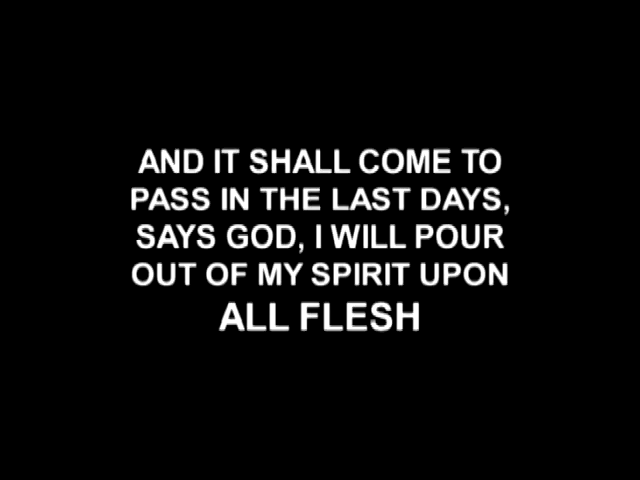 AND IT SHALL COME TO
PASS IN THE LAST DAYS,
SAYS GOD, I WILL POUR
OUT OF MY SPIRIT UPON
ALL FLESH